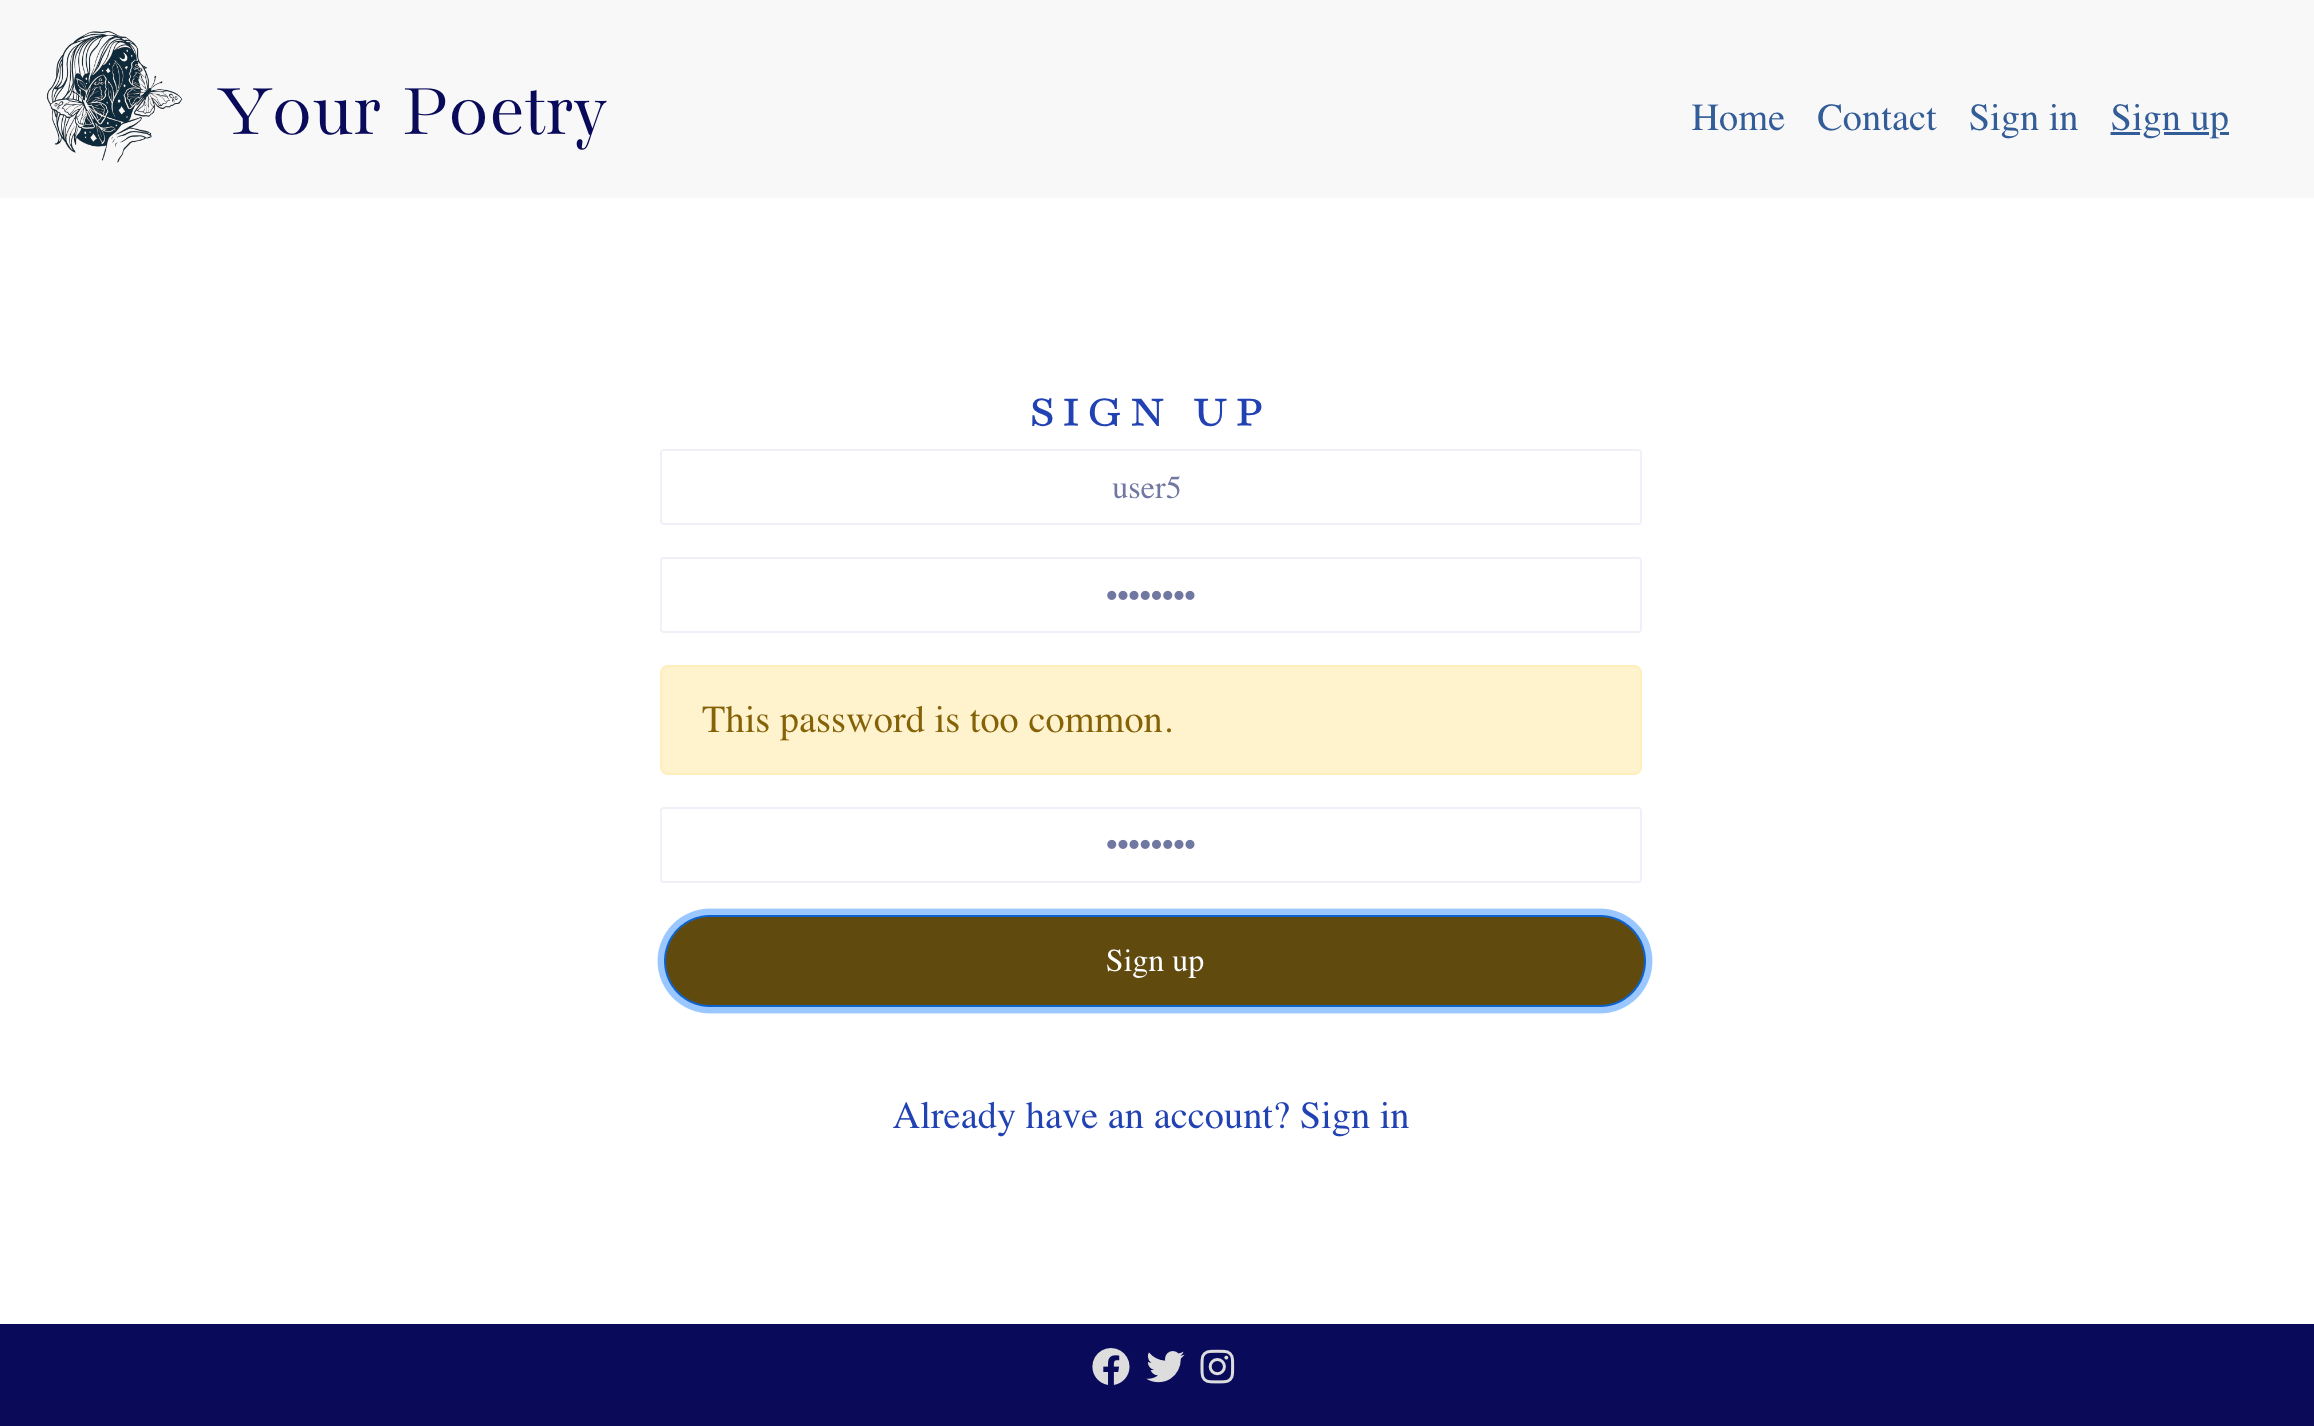 Your Poetry
Home Contact Sign in Sign up
SIGN UP
user5
••••••••
This password is too common.
••••••••
Sign up
Already have an account? Sign in